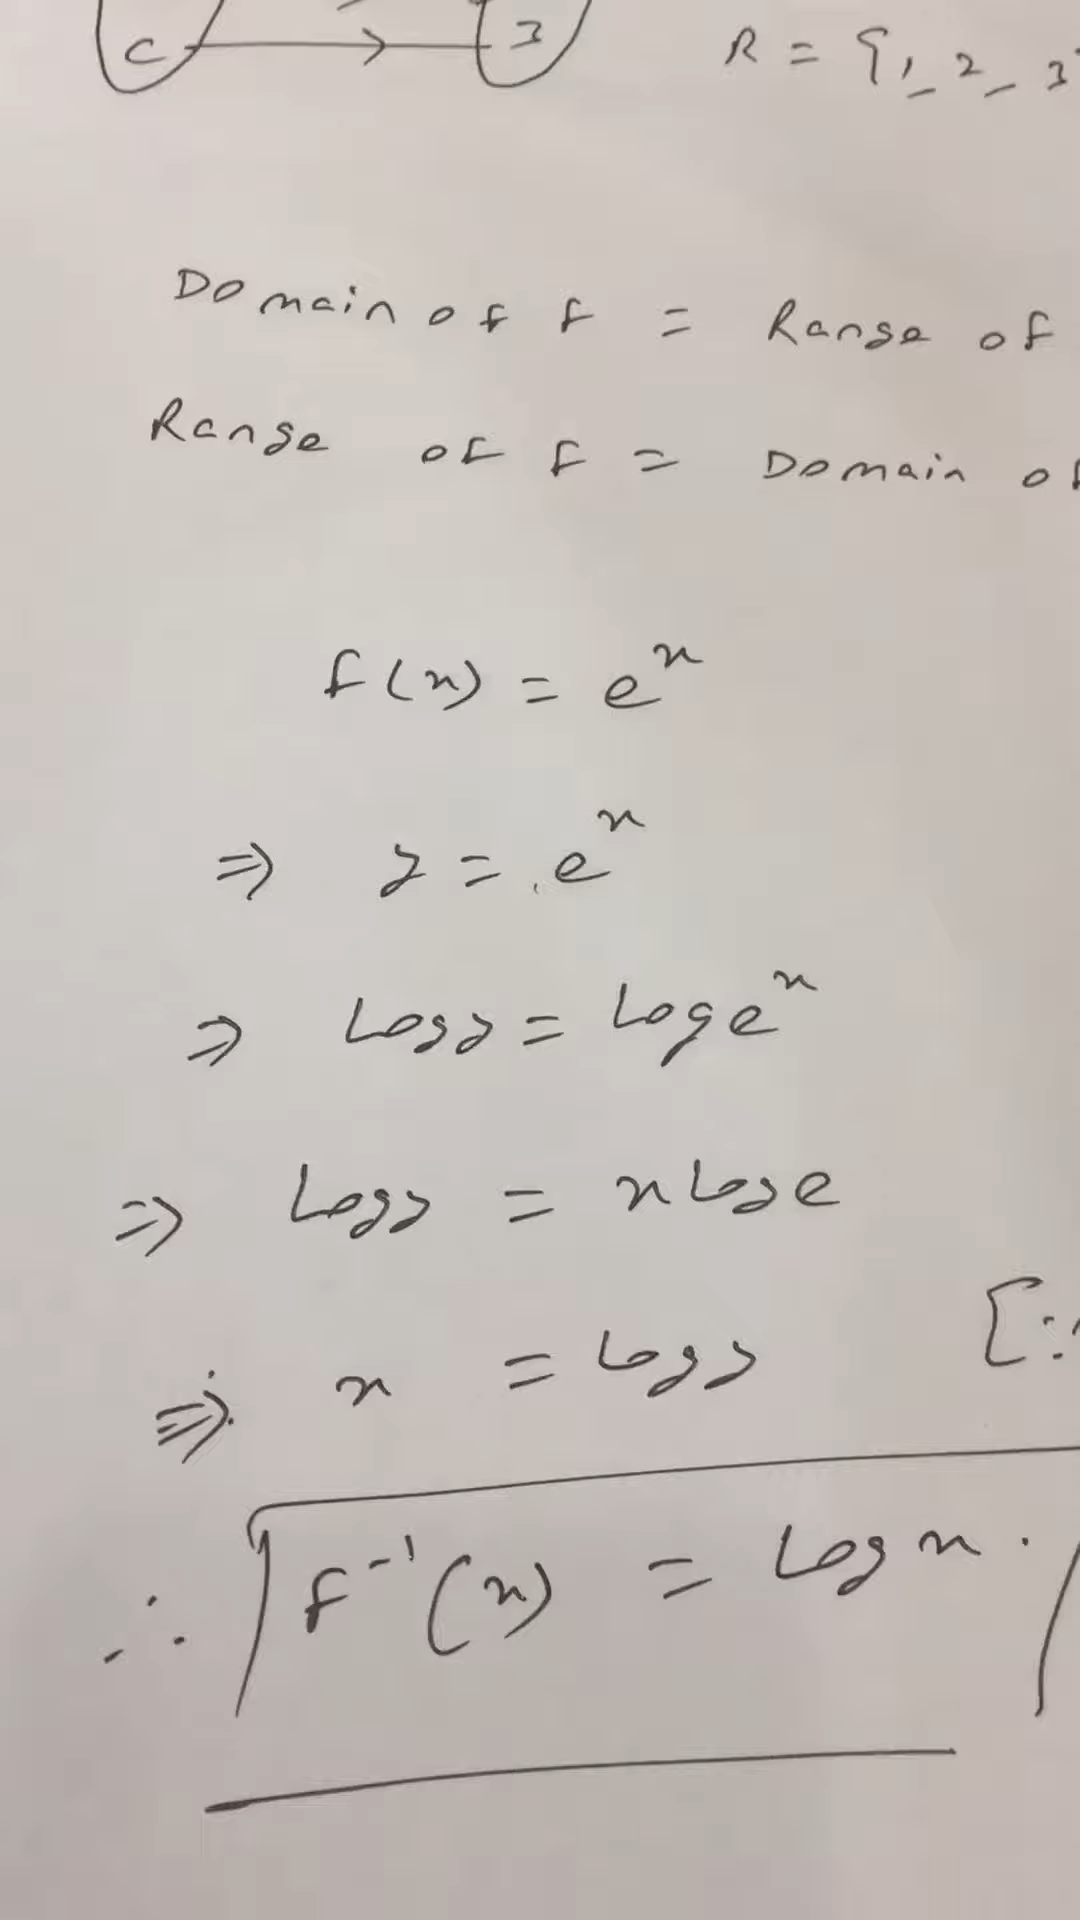 C → 3 R = {1, 2, 3
Domain of f = Range of
Range of f = Domain of
f(x) = e^x
⇒ y = e^x
⇒ Log y = Log e^x
⇒ Log y = x Log e
⇒ x = Log y [∵
∴ f⁻¹(x) = Log x.